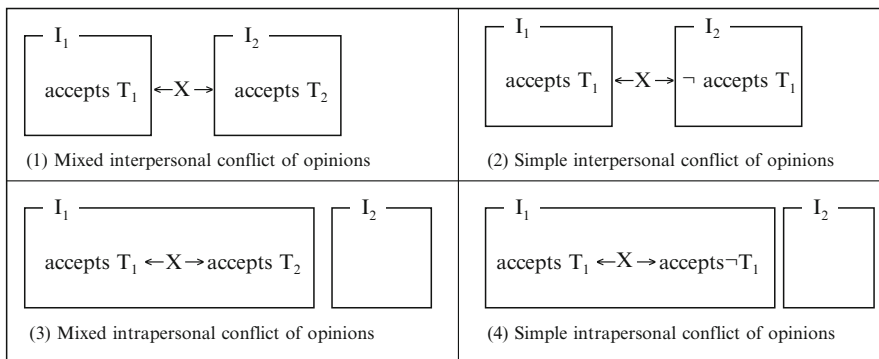 I₁ I₂
accepts T₁ ←X→ accepts T₂
(1) Mixed interpersonal conflict of opinions
I₁ I₂
accepts T₁ ←X→ ¬ accepts T₁
(2) Simple interpersonal conflict of opinions
I₁ I₂
accepts T₁ ←X→ accepts T₂
(3) Mixed intrapersonal conflict of opinions
I₁ I₂
accepts T₁ ←X→ accepts¬T₁
(4) Simple intrapersonal conflict of opinions